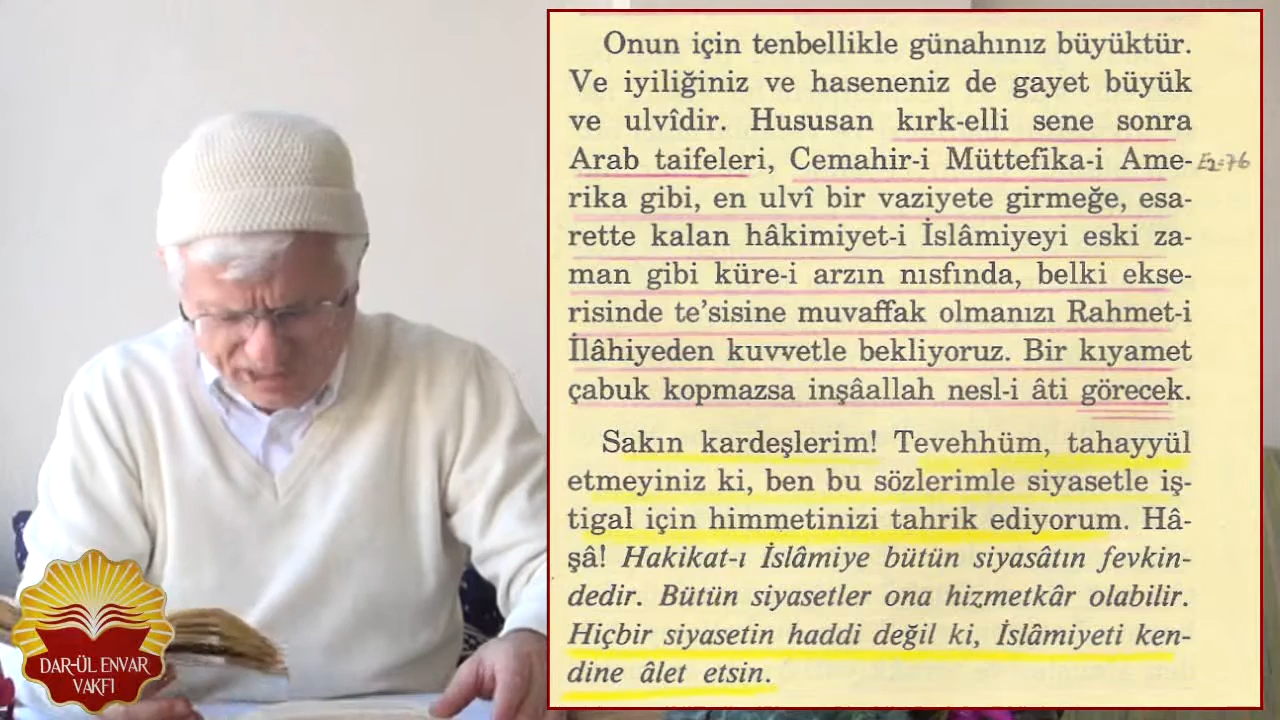 Onun için tenbellikle günahınız büyüktür.
Ve iyiliğiniz ve haseneniz de gayet büyük
ve ulvîdir. Hususan kırk-elli sene sonra
Arab taifeleri, Cemahir-i Müttefika-i Ame-
rika gibi, en ulvî bir vaziyete girmeğe, esa-
rette kalan hâkimiyet-i İslâmiyeyi eski za-
man gibi küre-i arzın nısfında, belki ekse-
risinde te'sisine muvaffak olmanızı Rahmet-i
İlâhiyeden kuvvetle bekliyoruz. Bir kıyamet
çabuk kopmazsa inşâallah nesl-i âti görecek.
Sakın kardeşlerim! Tevehhüm, tahayyül
etmeyiniz ki, ben bu sözlerimle siyasetle iş-
tigal için himmetinizi tahrik ediyorum. Hâ-
şâ! Hakikat-ı İslâmiye bütün siyasâtın fevkin-
dedir. Bütün siyasetler ona hizmetkâr olabilir.
Hiçbir siyasetin haddi değil ki, İslâmiyeti ken-
dine âlet etsin.
DAR-ÜL ENVAR
VAKFI